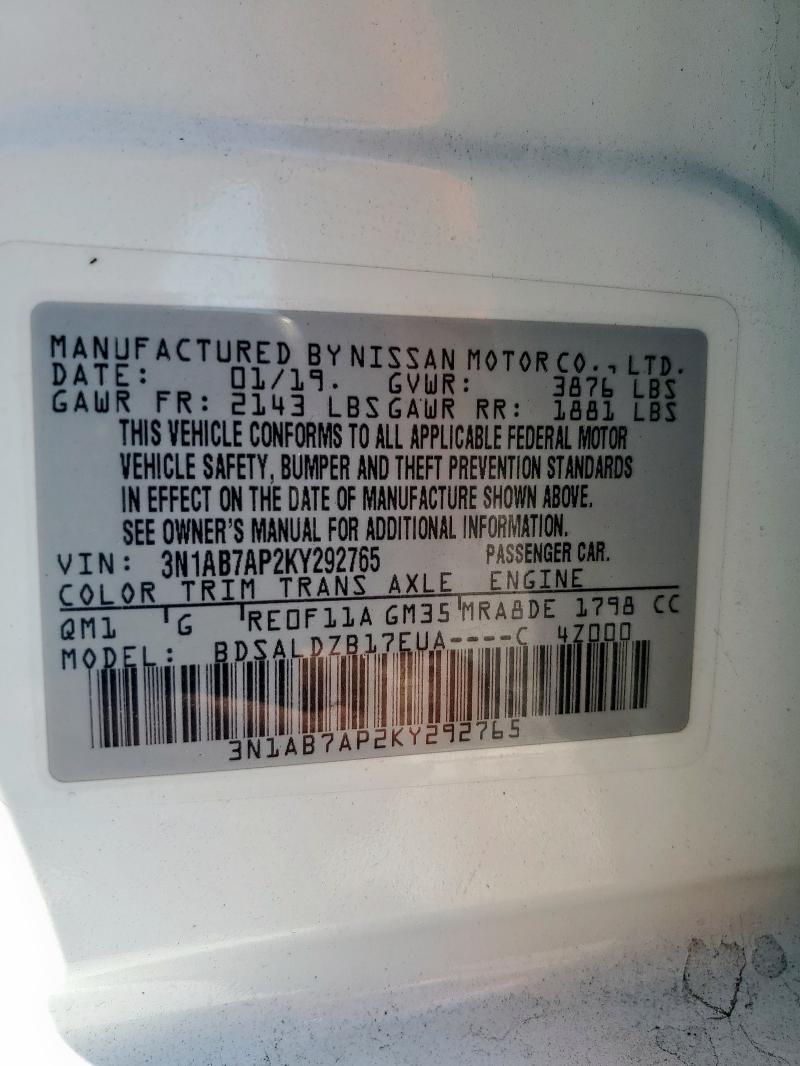 MANUFACTURED BY NISSAN MOTOR CO., LTD.
DATE: 01/19. GVWR: 3876 LBS
GAWR FR: 2143 LBS GAWR RR: 1881 LBS
THIS VEHICLE CONFORMS TO ALL APPLICABLE FEDERAL MOTOR
VEHICLE SAFETY, BUMPER AND THEFT PREVENTION STANDARDS
IN EFFECT ON THE DATE OF MANUFACTURE SHOWN ABOVE.
SEE OWNER'S MANUAL FOR ADDITIONAL INFORMATION.
VIN: 3N1AB7AP2KY292765 PASSENGER CAR.
COLOR TRIM TRANS AXLE ENGINE
QM1 G RE0F11A GM35 MRA8DE 1798 CC
MODEL: BDSALDZB17EUA----C 4Z000
3N1AB7AP2KY292765